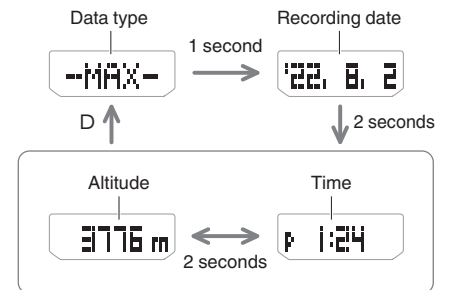 Data type
Recording date
--MAX--
1 second
'22. 8. 2
D
2 seconds
Altitude
Time
3776 m
2 seconds
P 1:24